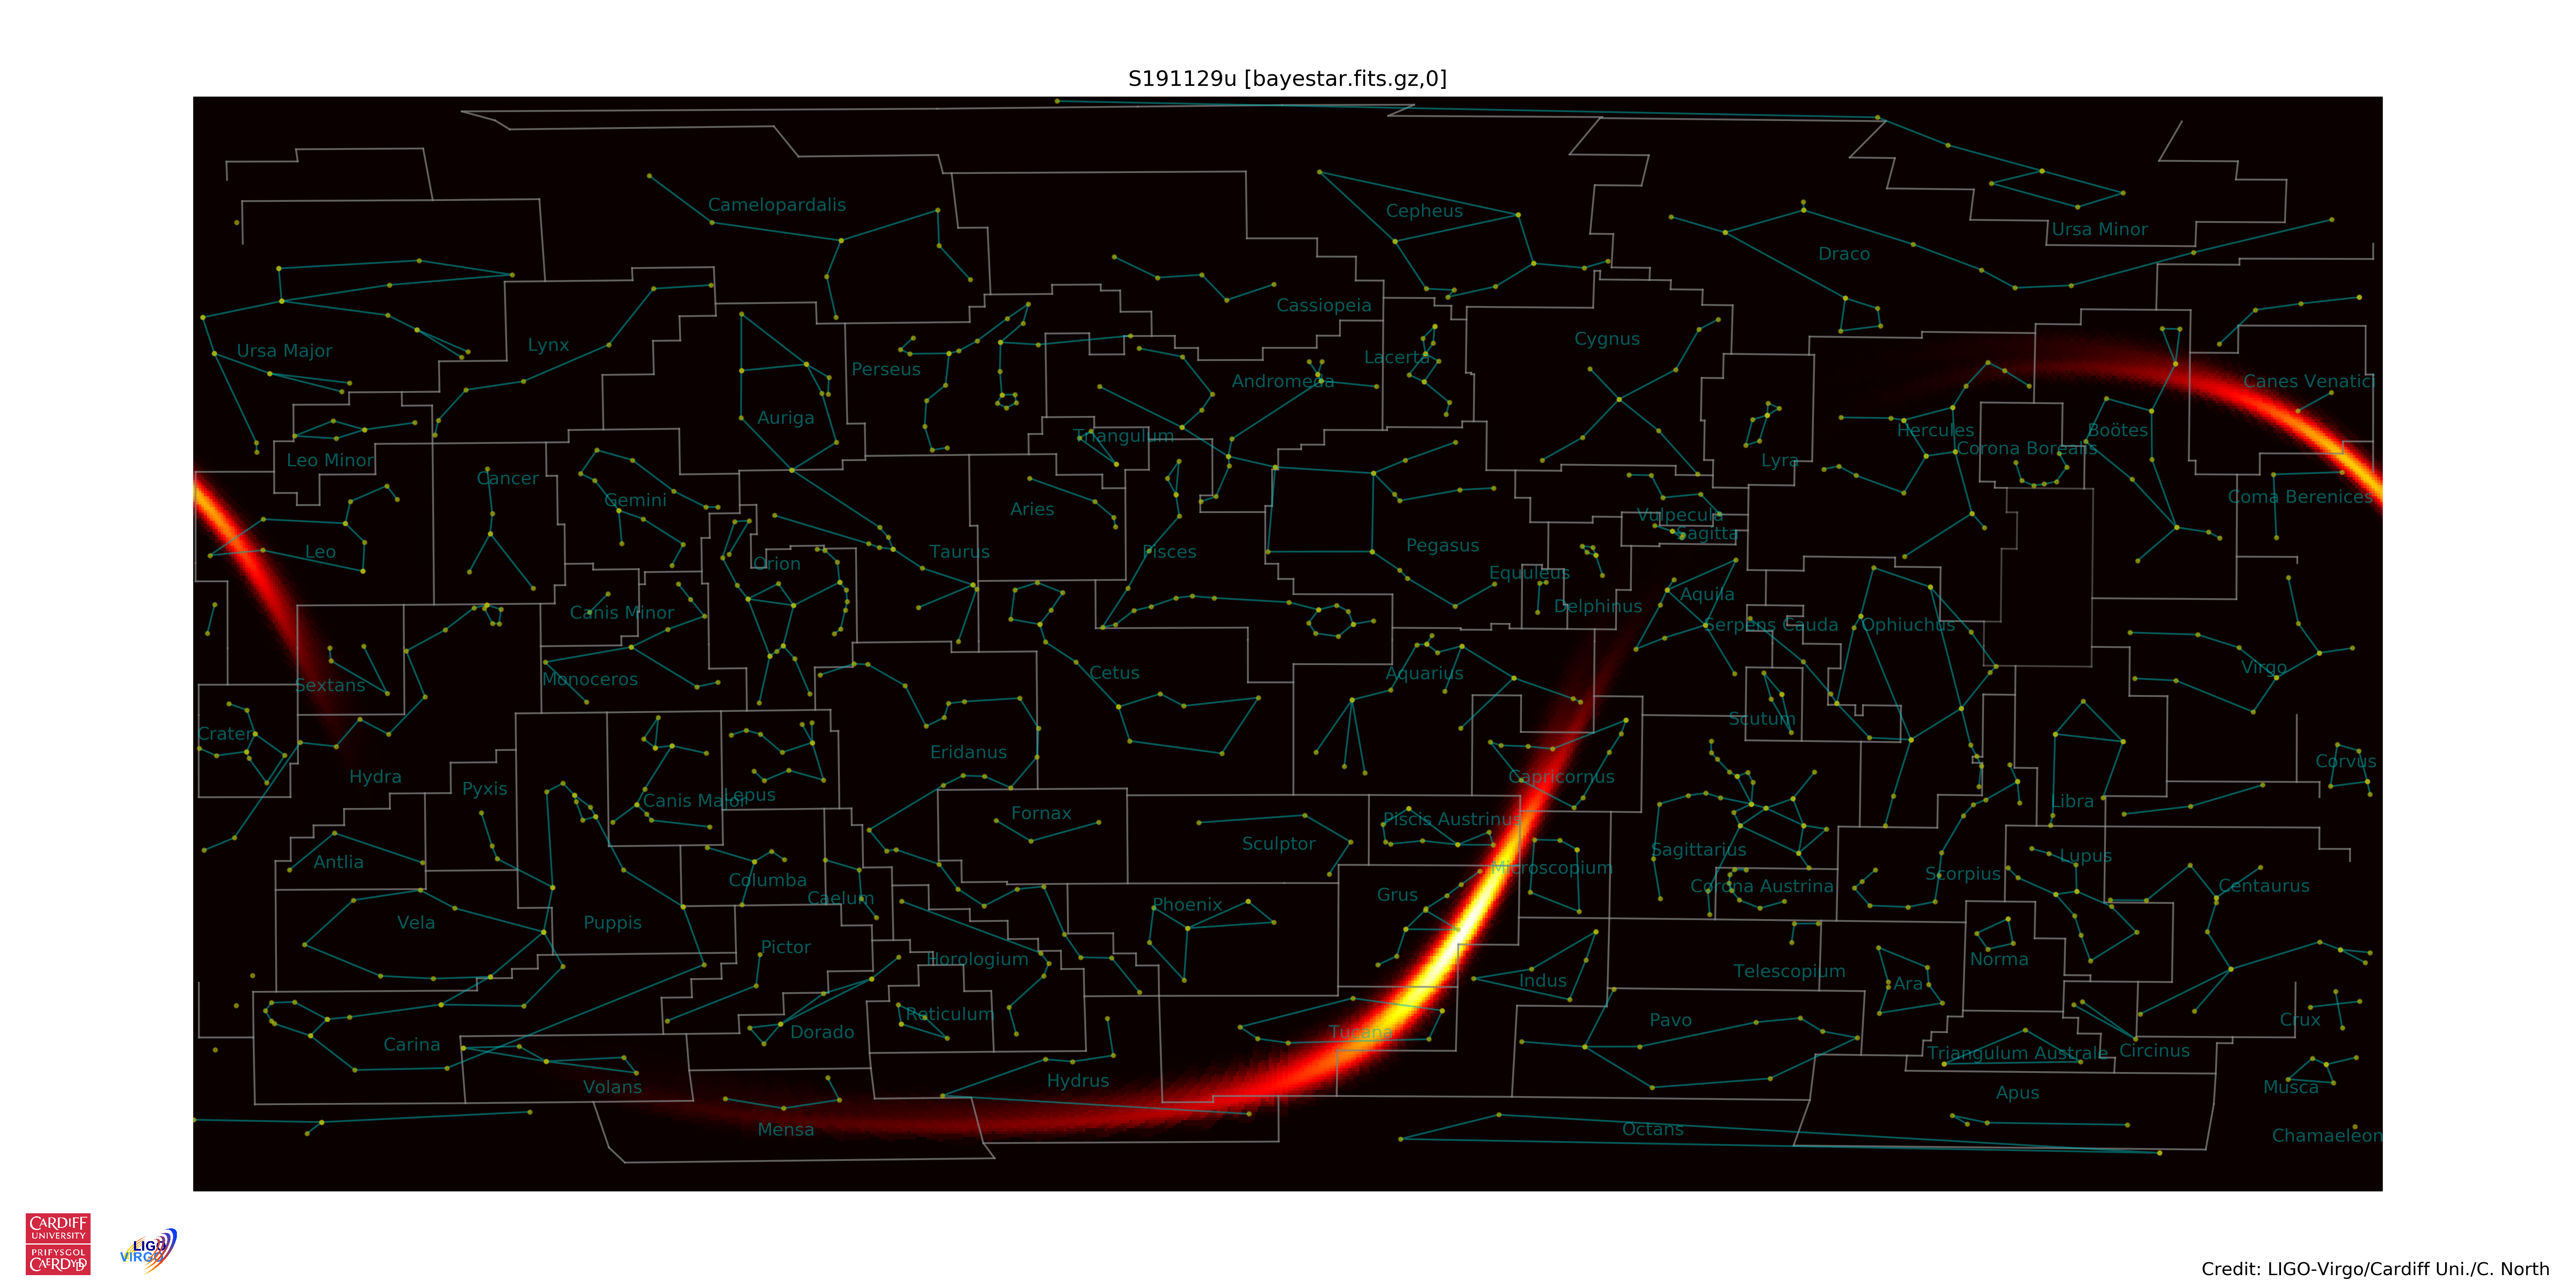 S191129u [bayestar.fits.gz,0]
Camelopardalis
Cepheus
Ursa Minor
Draco
Cassiopeia
Cygnus
Lynx
Ursa Major
Lacerta
Perseus
Andromeda
Canes Venatici
Auriga
Hercules
Boötes
Triangulum
Corona Borealis
Leo Minor
Lyra
Cancer
Coma Berenices
Gemini
Aries
Vulpecula
Sagitta
Pegasus
Leo
Taurus
Pisces
Orion
Equuleus
Aquila
Delphinus
Canis Minor
Serpens Cauda
Ophiuchus
Virgo
Cetus
Aquarius
Monoceros
Sextans
Scutum
Crater
Eridanus
Corvus
Hydra
Capricornus
Pyxis
Lepus
Canis Major
Libra
Fornax
Piscis Austrinus
Sculptor
Sagittarius
Lupus
Antlia
Microscopium
Scorpius
Columba
Corona Austrina
Centaurus
Grus
Caelum
Phoenix
Vela
Puppis
Pictor
Horologium
Norma
Telescopium
Indus
Ara
Reticulum
Pavo
Crux
Dorado
Tucana
Carina
Circinus
Triangulum Australe
Hydrus
Volans
Musca
Apus
Mensa
Octans
Chamaeleon
CARDIFF
UNIVERSITY
PRIFYSGOL
CAERDYDD
LIGO
VIRGO
Credit: LIGO-Virgo/Cardiff Uni./C. North